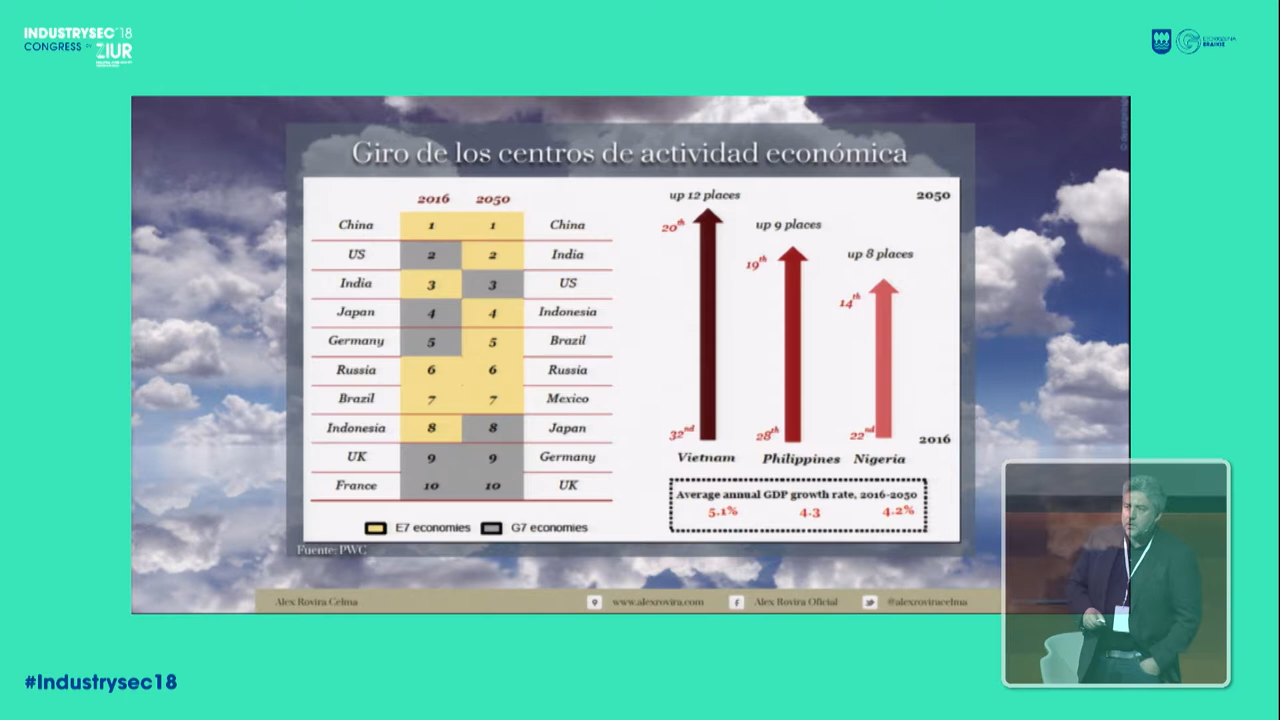 INDUSTRYSEC'18
CONGRESS BY ZIUR
Giro de los centros de actividad económica
2016 2050
China 1 1 China
US 2 2 India
India 3 3 US
Japan 4 4 Indonesia
Germany 5 5 Brazil
Russia 6 6 Russia
Brazil 7 7 Mexico
Indonesia 8 8 Japan
UK 9 9 Germany
France 10 10 UK
E7 economies G7 economies
up 12 places
2050
20th
up 9 places
19th
up 8 places
14th
32nd 28th 22nd
2016
Vietnam Philippines Nigeria
Average annual GDP growth rate, 2016-2050
5.1% 4.3 4.2%
Fuente: PWC
Alex Rovira Celma www.alexrovira.com Alex Rovira Oficial @alexroviracelma
#Industrysec18